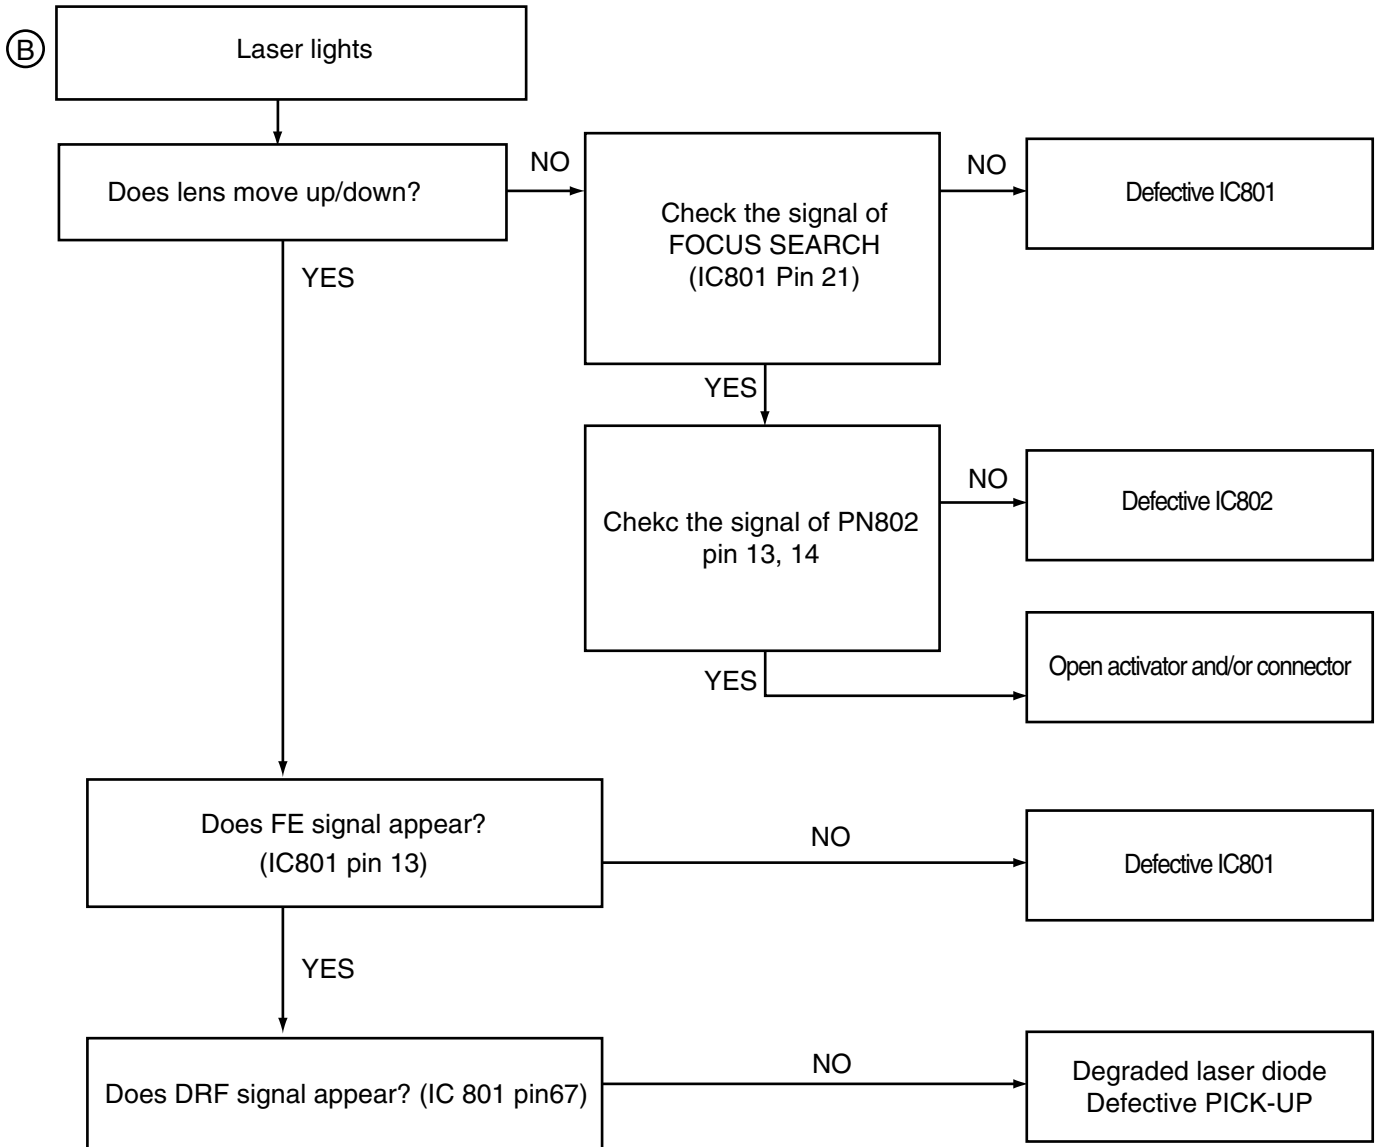 B
Laser lights
Does lens move up/down?
NO
Check the signal of
FOCUS SEARCH
(IC801 Pin 21)
NO
Defective IC801
YES
YES
Chekc the signal of PN802
pin 13, 14
NO
Defective IC802
YES
Open activator and/or connector
Does FE signal appear?
(IC801 pin 13)
NO
Defective IC801
YES
Does DRF signal appear? (IC 801 pin67)
NO
Degraded laser diode
Defective PICK-UP